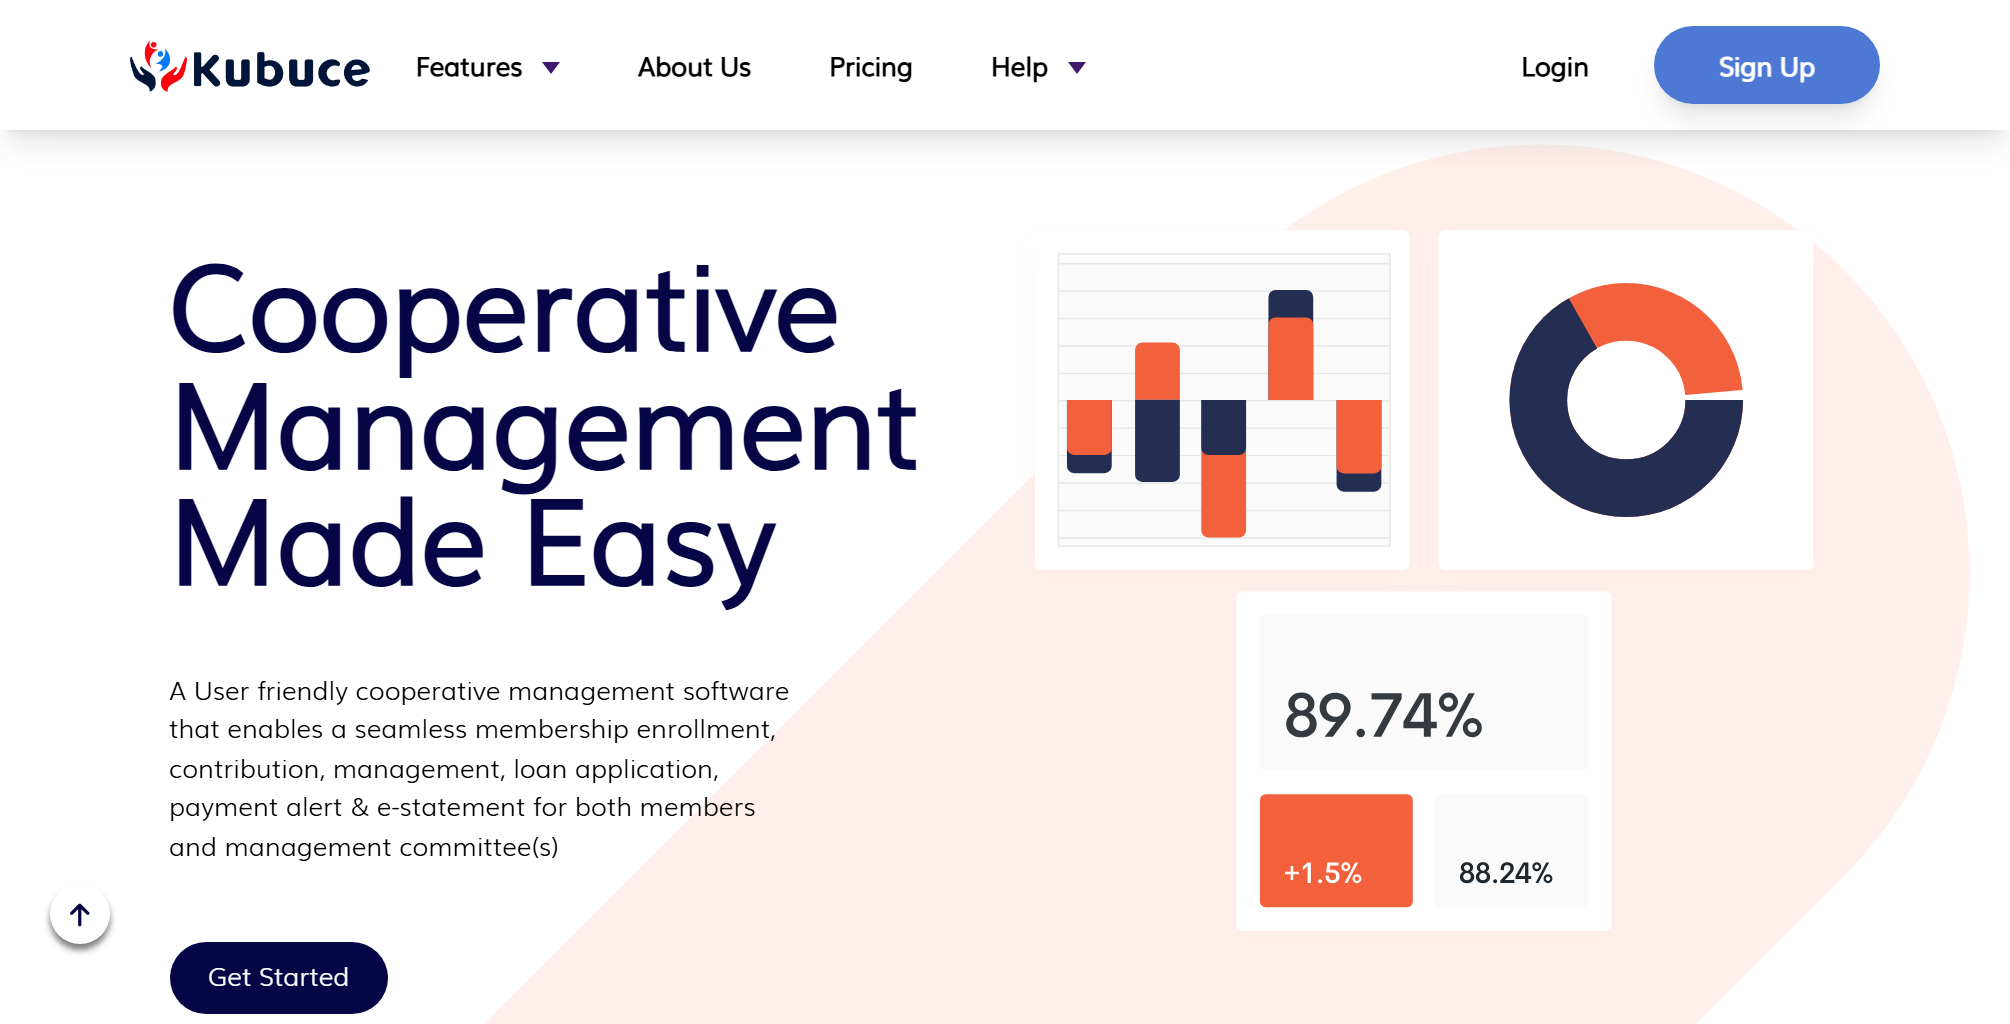 Kubuce
Features
About Us
Pricing
Help
Login
Sign Up
Cooperative
Management
Made Easy
A User friendly cooperative management software
that enables a seamless membership enrollment,
contribution, management, loan application,
payment alert & e-statement for both members
and management committee(s)
Get Started
89.74%
+1.5%
88.24%